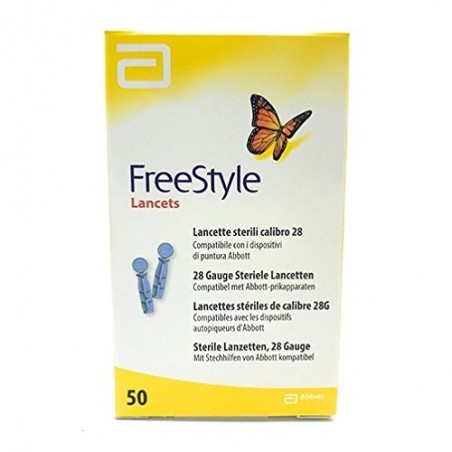 FreeStyle
Lancets
Lancette sterili calibro 28
Compatibile con i dispositivi
di puntura Abbott
28 Gauge Steriele Lancetten
Compatibel met Abbott-prikapparaten
Lancettes stériles de calibre 28G
Compatibles avec les dispositifs
autopiqueurs d'Abbott
Sterile Lanzetten, 28 Gauge
Mit Stechhilfen von Abbott kompatibel
50
Abbott